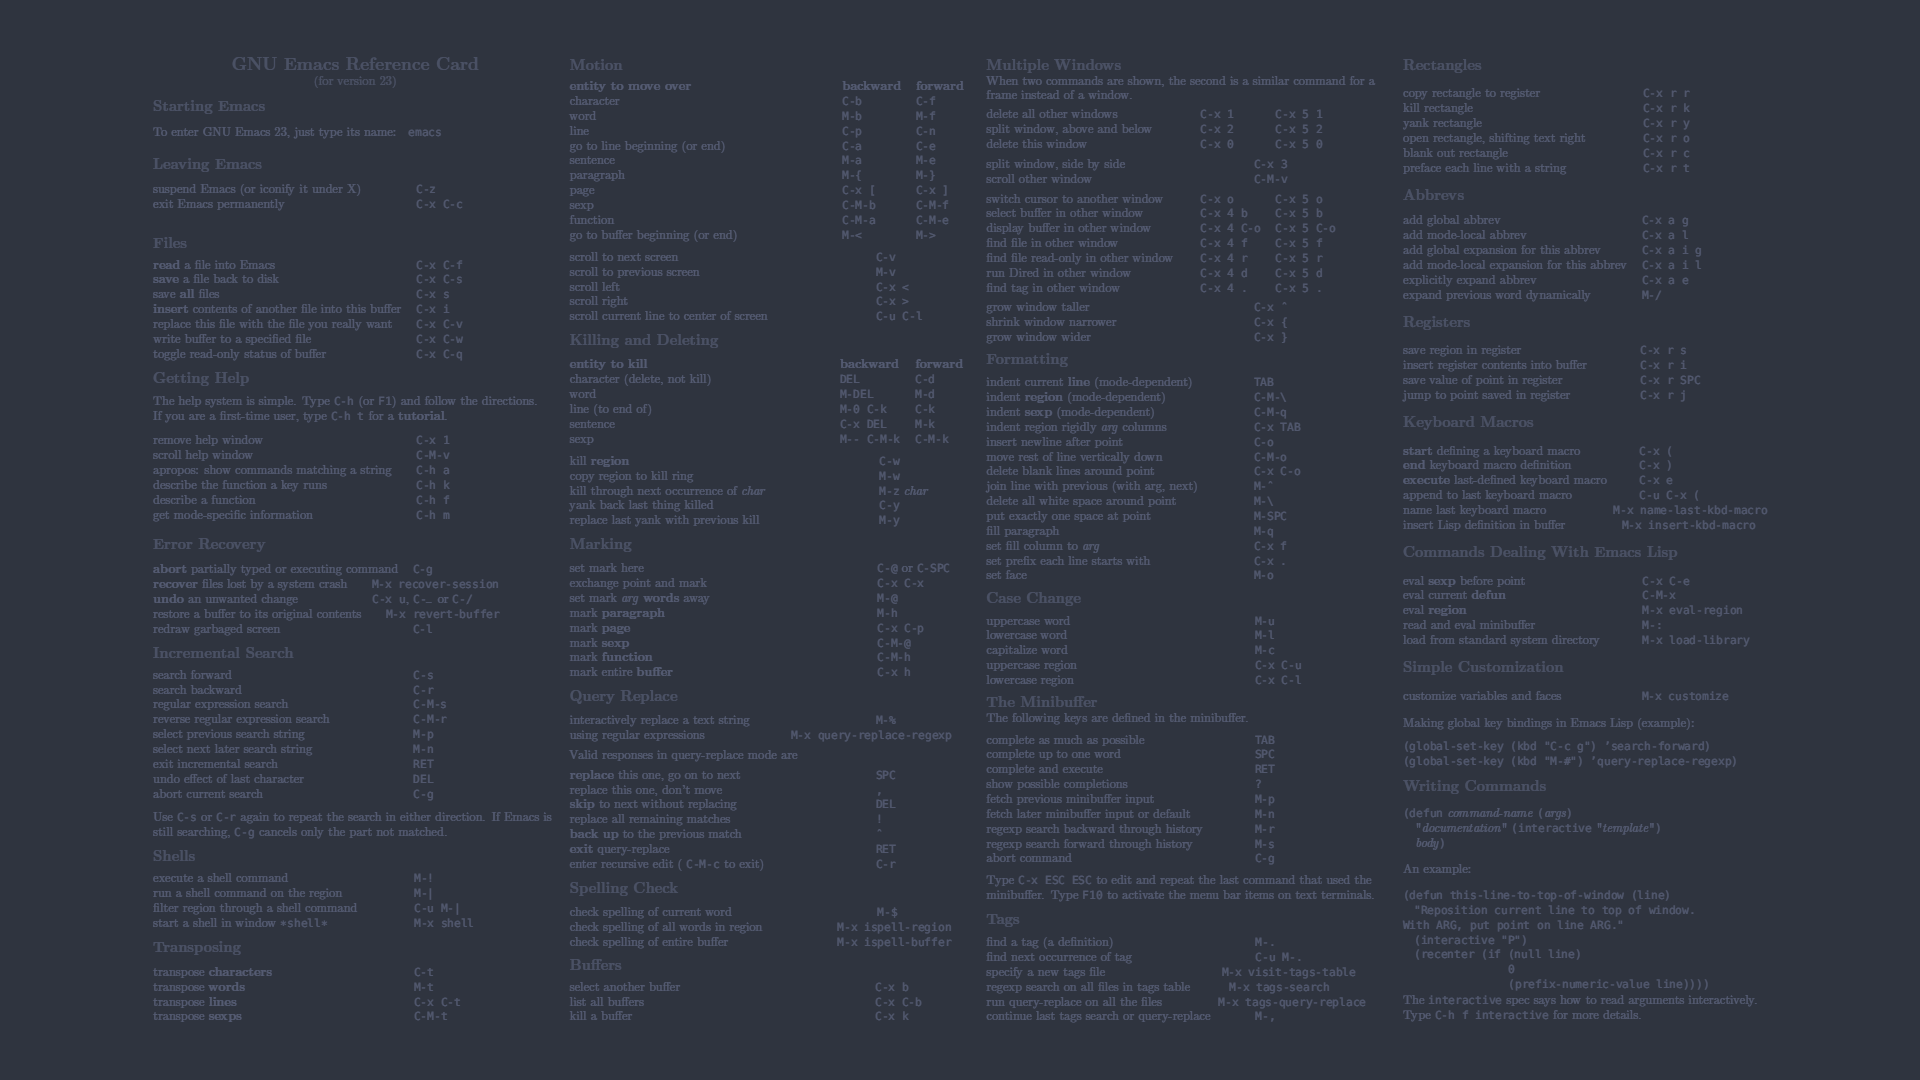 GNU Emacs Reference Card
(for version 23)
Starting Emacs
To enter GNU Emacs 23, just type its name: emacs
Leaving Emacs
suspend Emacs (or iconify it under X) C-z
exit Emacs permanently C-x C-c
Files
read a file into Emacs C-x C-f
save a file back to disk C-x C-s
save all files C-x s
insert contents of another file into this buffer C-x i
replace this file with the file you really want C-x C-v
write buffer to a specified file C-x C-w
toggle read-only status of buffer C-x C-q
Getting Help
The help system is simple. Type C-h (or F1) and follow the directions.
If you are a first-time user, type C-h t for a tutorial.
remove help window C-x 1
scroll help window C-M-v
apropos: show commands matching a string C-h a
describe the function a key runs C-h k
describe a function C-h f
get mode-specific information C-h m
Error Recovery
abort partially typed or executing command C-g
recover files lost by a system crash M-x recover-session
undo an unwanted change C-x u, C-_ or C-/
restore a buffer to its original contents M-x revert-buffer
redraw garbaged screen C-l
Incremental Search
search forward C-s
search backward C-r
regular expression search C-M-s
reverse regular expression search C-M-r
select previous search string M-p
select next later search string M-n
exit incremental search RET
undo effect of last character DEL
abort current search C-g
Use C-s or C-r again to repeat the search in either direction. If Emacs is
still searching, C-g cancels only the part not matched.
Shells
execute a shell command M-!
run a shell command on the region M-|
filter region through a shell command C-u M-|
start a shell in window *shell* M-x shell
Transposing
transpose characters C-t
transpose words M-t
transpose lines C-x C-t
transpose sexps C-M-t
Motion
entity to move over backward forward
character C-b C-f
word M-b M-f
line C-p C-n
go to line beginning (or end) C-a C-e
sentence M-a M-e
paragraph M-{ M-}
page C-x [ C-x ]
sexp C-M-b C-M-f
function C-M-a C-M-e
go to buffer beginning (or end) M-< M->
scroll to next screen C-v
scroll to previous screen M-v
scroll left C-x <
scroll right C-x >
scroll current line to center of screen C-u C-l
Killing and Deleting
entity to kill backward forward
character (delete, not kill) DEL C-d
word M-DEL M-d
line (to end of) M-0 C-k C-k
sentence C-x DEL M-k
sexp M-- C-M-k C-M-k
kill region C-w
copy region to kill ring M-w
kill through next occurrence of char M-z char
yank back last thing killed C-y
replace last yank with previous kill M-y
Marking
set mark here C-@ or C-SPC
exchange point and mark C-x C-x
set mark arg words away M-@
mark paragraph M-h
mark page C-x C-p
mark sexp C-M-@
mark function C-M-h
mark entire buffer C-x h
Query Replace
interactively replace a text string M-%
using regular expressions M-x query-replace-regexp
Valid responses in query-replace mode are
replace this one, go on to next SPC
replace this one, don't move ,
skip to next without replacing DEL
replace all remaining matches !
back up to the previous match ^
exit query-replace RET
enter recursive edit ( C-M-c to exit) C-r
Spelling Check
check spelling of current word M-$
check spelling of all words in region M-x ispell-region
check spelling of entire buffer M-x ispell-buffer
Buffers
select another buffer C-x b
list all buffers C-x C-b
kill a buffer C-x k
Multiple Windows
When two commands are shown, the second is a similar command for a
frame instead of a window.
delete all other windows C-x 1 C-x 5 1
split window, above and below C-x 2 C-x 5 2
delete this window C-x 0 C-x 5 0
split window, side by side C-x 3
scroll other window C-M-v
switch cursor to another window C-x o C-x 5 o
select buffer in other window C-x 4 b C-x 5 b
display buffer in other window C-x 4 C-o C-x 5 C-o
find file in other window C-x 4 f C-x 5 f
find file read-only in other window C-x 4 r C-x 5 r
run Dired in other window C-x 4 d C-x 5 d
find tag in other window C-x 4 . C-x 5 .
grow window taller C-x ^
shrink window narrower C-x {
grow window wider C-x }
Formatting
indent current line (mode-dependent) TAB
indent region (mode-dependent) C-M-\
indent sexp (mode-dependent) C-M-q
indent region rigidly arg columns C-x TAB
insert newline after point C-o
move rest of line vertically down C-M-o
delete blank lines around point C-x C-o
join line with previous (with arg, next) M-^
delete all white space around point M-\
put exactly one space at point M-SPC
fill paragraph M-q
set fill column to arg C-x f
set prefix each line starts with C-x .
set face M-o
Case Change
uppercase word M-u
lowercase word M-l
capitalize word M-c
uppercase region C-x C-u
lowercase region C-x C-l
The Minibuffer
The following keys are defined in the minibuffer.
complete as much as possible TAB
complete up to one word SPC
complete and execute RET
show possible completions ?
fetch previous minibuffer input M-p
fetch later minibuffer input or default M-n
regexp search backward through history M-r
regexp search forward through history M-s
abort command C-g
Type C-x ESC ESC to edit and repeat the last command that used the
minibuffer. Type F10 to activate the menu bar items on text terminals.
Tags
find a tag (a definition) M-.
find next occurrence of tag C-u M-.
specify a new tags file M-x visit-tags-table
regexp search on all files in tags table M-x tags-search
run query-replace on all the files M-x tags-query-replace
continue last tags search or query-replace M-,
Rectangles
copy rectangle to register C-x r r
kill rectangle C-x r k
yank rectangle C-x r y
open rectangle, shifting text right C-x r o
blank out rectangle C-x r c
preface each line with a string C-x r t
Abbrevs
add global abbrev C-x a g
add mode-local abbrev C-x a l
add global expansion for this abbrev C-x a i g
add mode-local expansion for this abbrev C-x a i l
explicitly expand abbrev C-x a e
expand previous word dynamically M-/
Registers
save region in register C-x r s
insert register contents into buffer C-x r i
save value of point in register C-x r SPC
jump to point saved in register C-x r j
Keyboard Macros
start defining a keyboard macro C-x (
end keyboard macro definition C-x )
execute last-defined keyboard macro C-x e
append to last keyboard macro C-u C-x (
name last keyboard macro M-x name-last-kbd-macro
insert Lisp definition in buffer M-x insert-kbd-macro
Commands Dealing With Emacs Lisp
eval sexp before point C-x C-e
eval current defun C-M-x
eval region M-x eval-region
read and eval minibuffer M-:
load from standard system directory M-x load-library
Simple Customization
customize variables and faces M-x customize
Making global key bindings in Emacs Lisp (example):
(global-set-key (kbd "C-c g") ’search-forward)
(global-set-key (kbd "M-#") ’query-replace-regexp)
Writing Commands
(defun command-name (args)
"documentation" (interactive "template")
body)
An example:
(defun this-line-to-top-of-window (line)
"Reposition current line to top of window.
With ARG, put point on line ARG."
(interactive "P")
(recenter (if (null line)
0
(prefix-numeric-value line))))
The interactive spec says how to read arguments interactively.
Type C-h f interactive for more details.